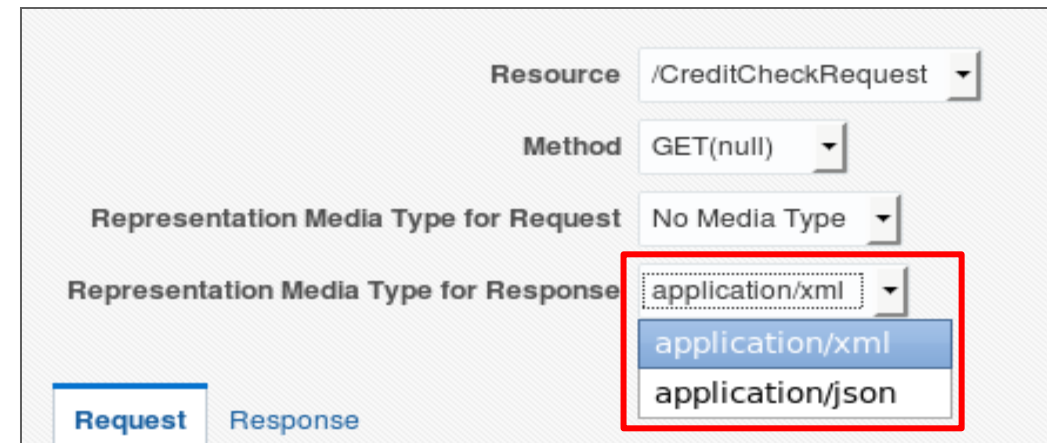 Resource /CreditCheckRequest
Method GET(null)
Representation Media Type for Request No Media Type
Representation Media Type for Response application/xml
application/xml
application/json
Request Response